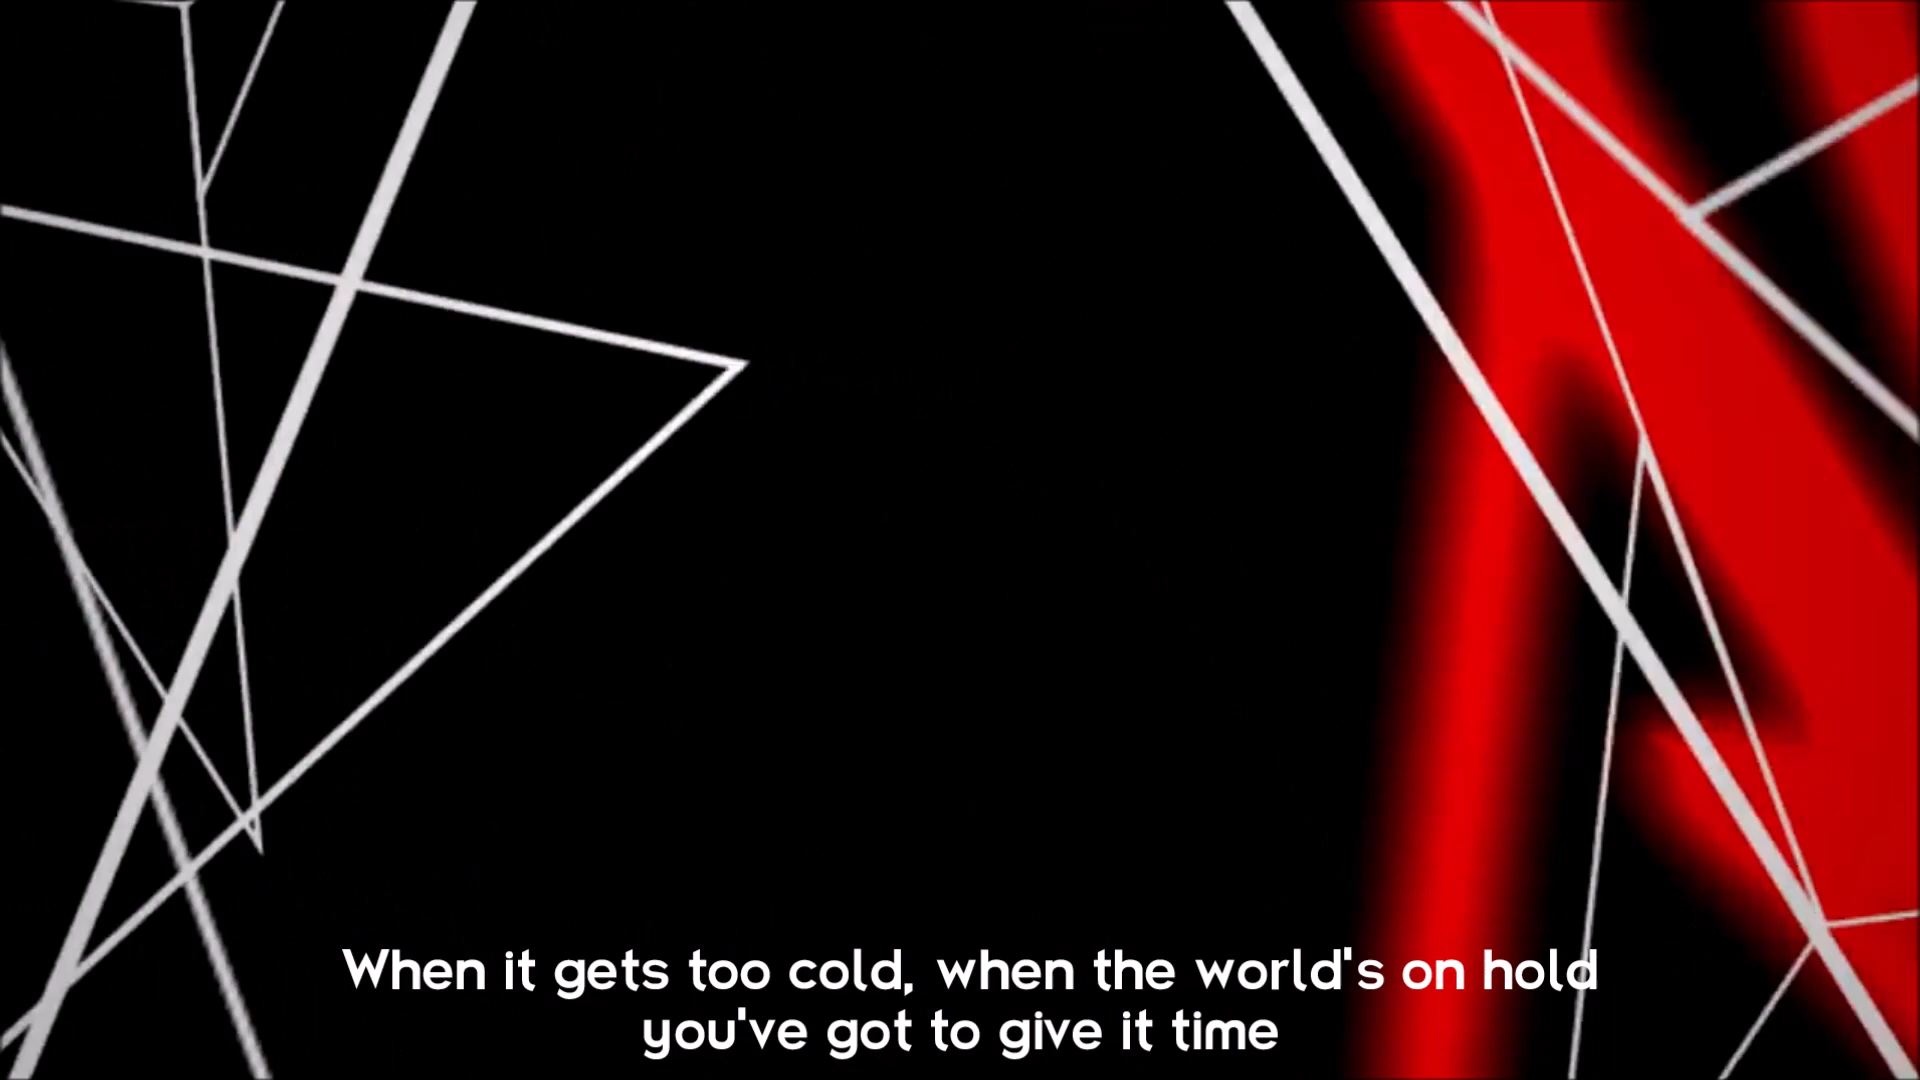 When it gets too cold, when the world's on hold
you've got to give it time